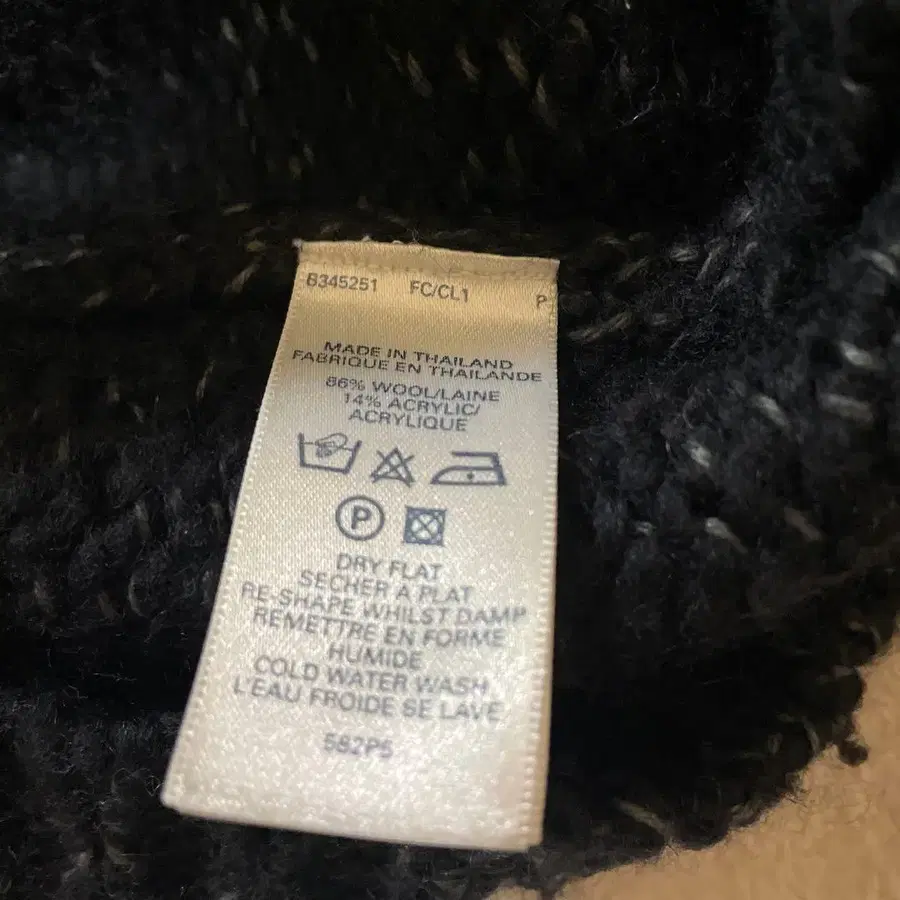 6345251 FC/CL1 P
MADE IN THAILAND
FABRIQUE EN THAILANDE
86% WOOL/LAINE
14% ACRYLIC/
ACRYLIQUE
P
DRY FLAT
SECHER A PLAT
RE-SHAPE WHILST DAMP
REMETTRE EN FORME
HUMIDE
COLD WATER WASH
L'EAU FROIDE SE LAVE
582P5